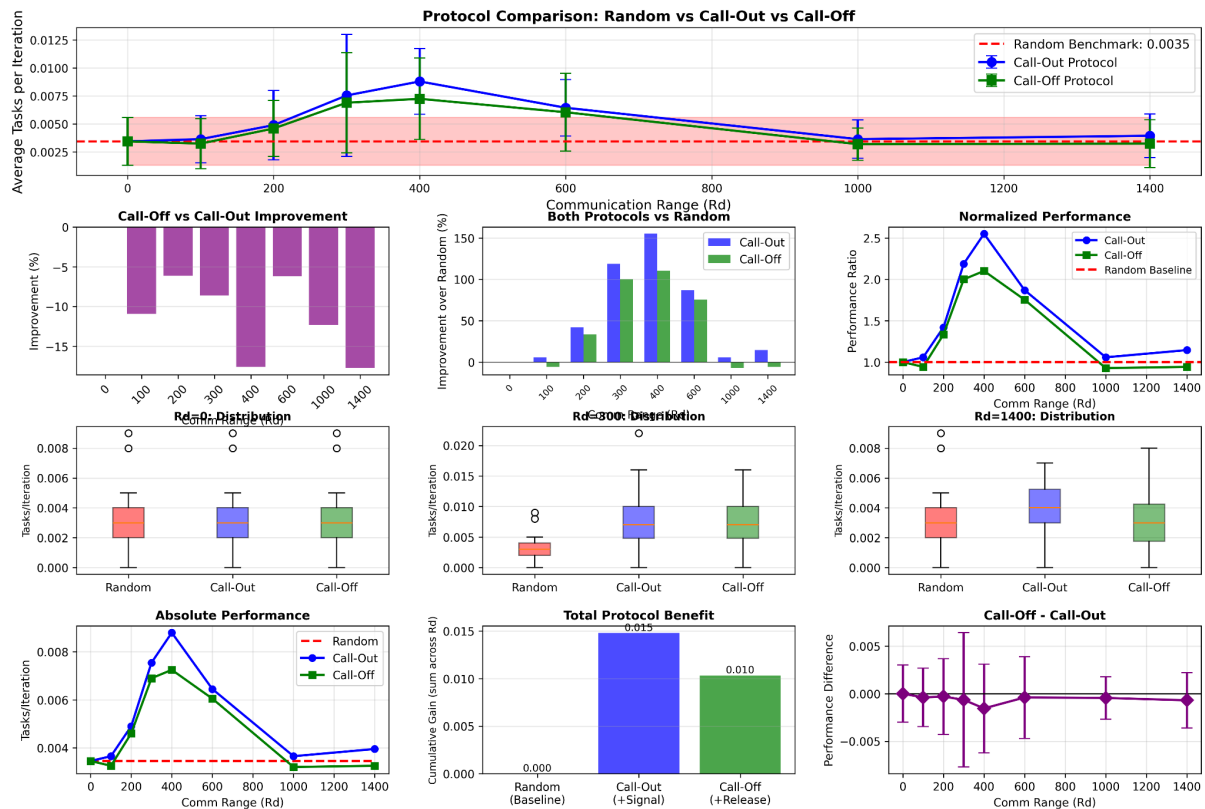 Protocol Comparison: Random vs Call-Out vs Call-Off
Average Tasks per Iteration
0.0125
0.0100
0.0075
0.0050
0.0025
Random Benchmark: 0.0035
Call-Out Protocol
Call-Off Protocol
0 200 400 600 800 1000 1200 1400
Communication Range (Rd)
Call-Off vs Call-Out Improvement
Improvement (%)
0
−5
−10
−15
0 100 200 300 400 600 1000 1400
Comm Range (Rd)
Both Protocols vs Random
Improvement over Random (%)
150
100
50
0
Call-Out
Call-Off
0 100 200 300 400 600 1000 1400
Comm Range (Rd)
Normalized Performance
Performance Ratio
2.5
2.0
1.5
1.0
Call-Out
Call-Off
Random Baseline
0 200 400 600 800 1000 1200 1400
Comm Range (Rd)
Rd=0: Distribution
Tasks/Iteration
0.008
0.006
0.004
0.002
0.000
Random Call-Out Call-Off
Rd=300: Distribution
Tasks/Iteration
0.020
0.015
0.010
0.005
0.000
Random Call-Out Call-Off
Rd=1400: Distribution
Tasks/Iteration
0.008
0.006
0.004
0.002
0.000
Random Call-Out Call-Off
Absolute Performance
Tasks/Iteration
0.008
0.006
0.004
Random
Call-Out
Call-Off
0 200 400 600 800 1000 1200 1400
Comm Range (Rd)
Total Protocol Benefit
Cumulative Gain (sum across Rd)
0.015
0.010
0.005
0.000
0.000
0.015
0.010
Random
(Baseline)
Call-Out
(+Signal)
Call-Off
(+Release)
Call-Off - Call-Out
Performance Difference
0.005
0.000
−0.005
0 200 400 600 800 1000 1200 1400
Comm Range (Rd)